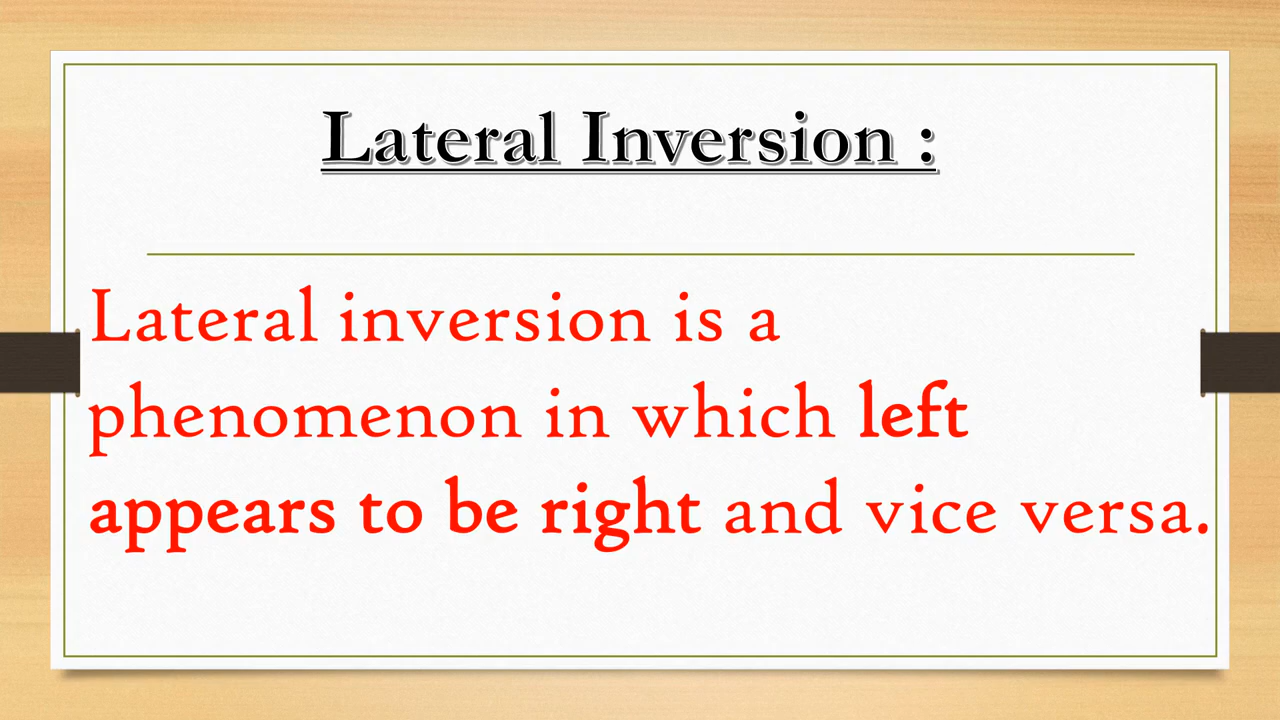 Lateral Inversion :
Lateral inversion is a
phenomenon in which left
appears to be right and vice versa.